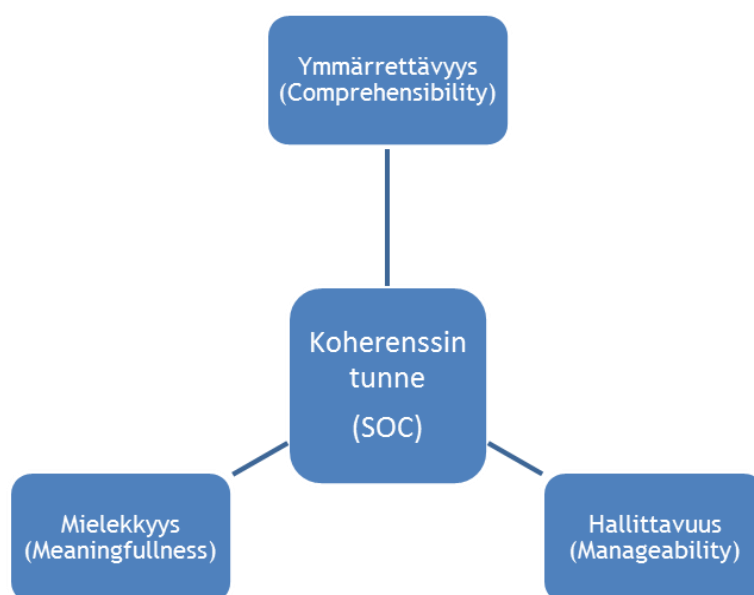 Ymmärrettävyys
(Comprehensibility)
Koherenssin
tunne
(SOC)
Mielekkyys
(Meaningfullness)
Hallittavuus
(Manageability)